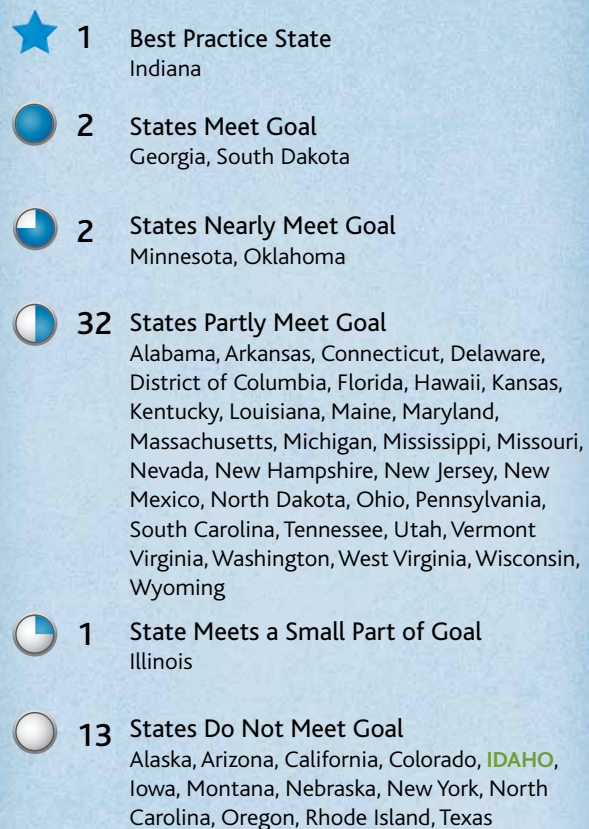 1 Best Practice State
Indiana
2 States Meet Goal
Georgia, South Dakota
2 States Nearly Meet Goal
Minnesota, Oklahoma
32 States Partly Meet Goal
Alabama, Arkansas, Connecticut, Delaware,
District of Columbia, Florida, Hawaii, Kansas,
Kentucky, Louisiana, Maine, Maryland,
Massachusetts, Michigan, Mississippi, Missouri,
Nevada, New Hampshire, New Jersey, New
Mexico, North Dakota, Ohio, Pennsylvania,
South Carolina, Tennessee, Utah, Vermont
Virginia, Washington, West Virginia, Wisconsin,
Wyoming
1 State Meets a Small Part of Goal
Illinois
13 States Do Not Meet Goal
Alaska, Arizona, California, Colorado, IDAHO,
Iowa, Montana, Nebraska, New York, North
Carolina, Oregon, Rhode Island, Texas